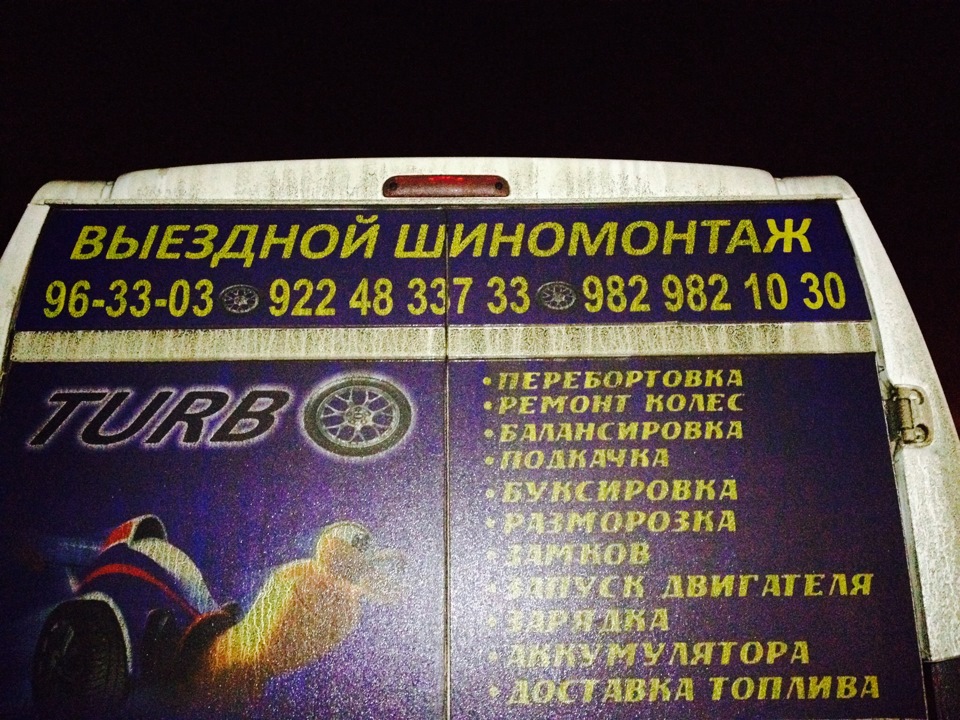 ВЫЕЗДНОЙ ШИНОМОНТАЖ
96-33-03 922 48 337 33 982 982 10 30
TURBO
• ПЕРЕБОРТОВКА
• РЕМОНТ КОЛЕС
• БАЛАНСИРОВКА
• ПОДКАЧКА
• БУКСИРОВКА
• РАЗМОРОЗКА
• ЗАМКОВ
• ЗАПУСК ДВИГАТЕЛЯ
• ЗАРЯДКА
• АККУМУЛЯТОРА
• ДОСТАВКА ТОПЛИВА